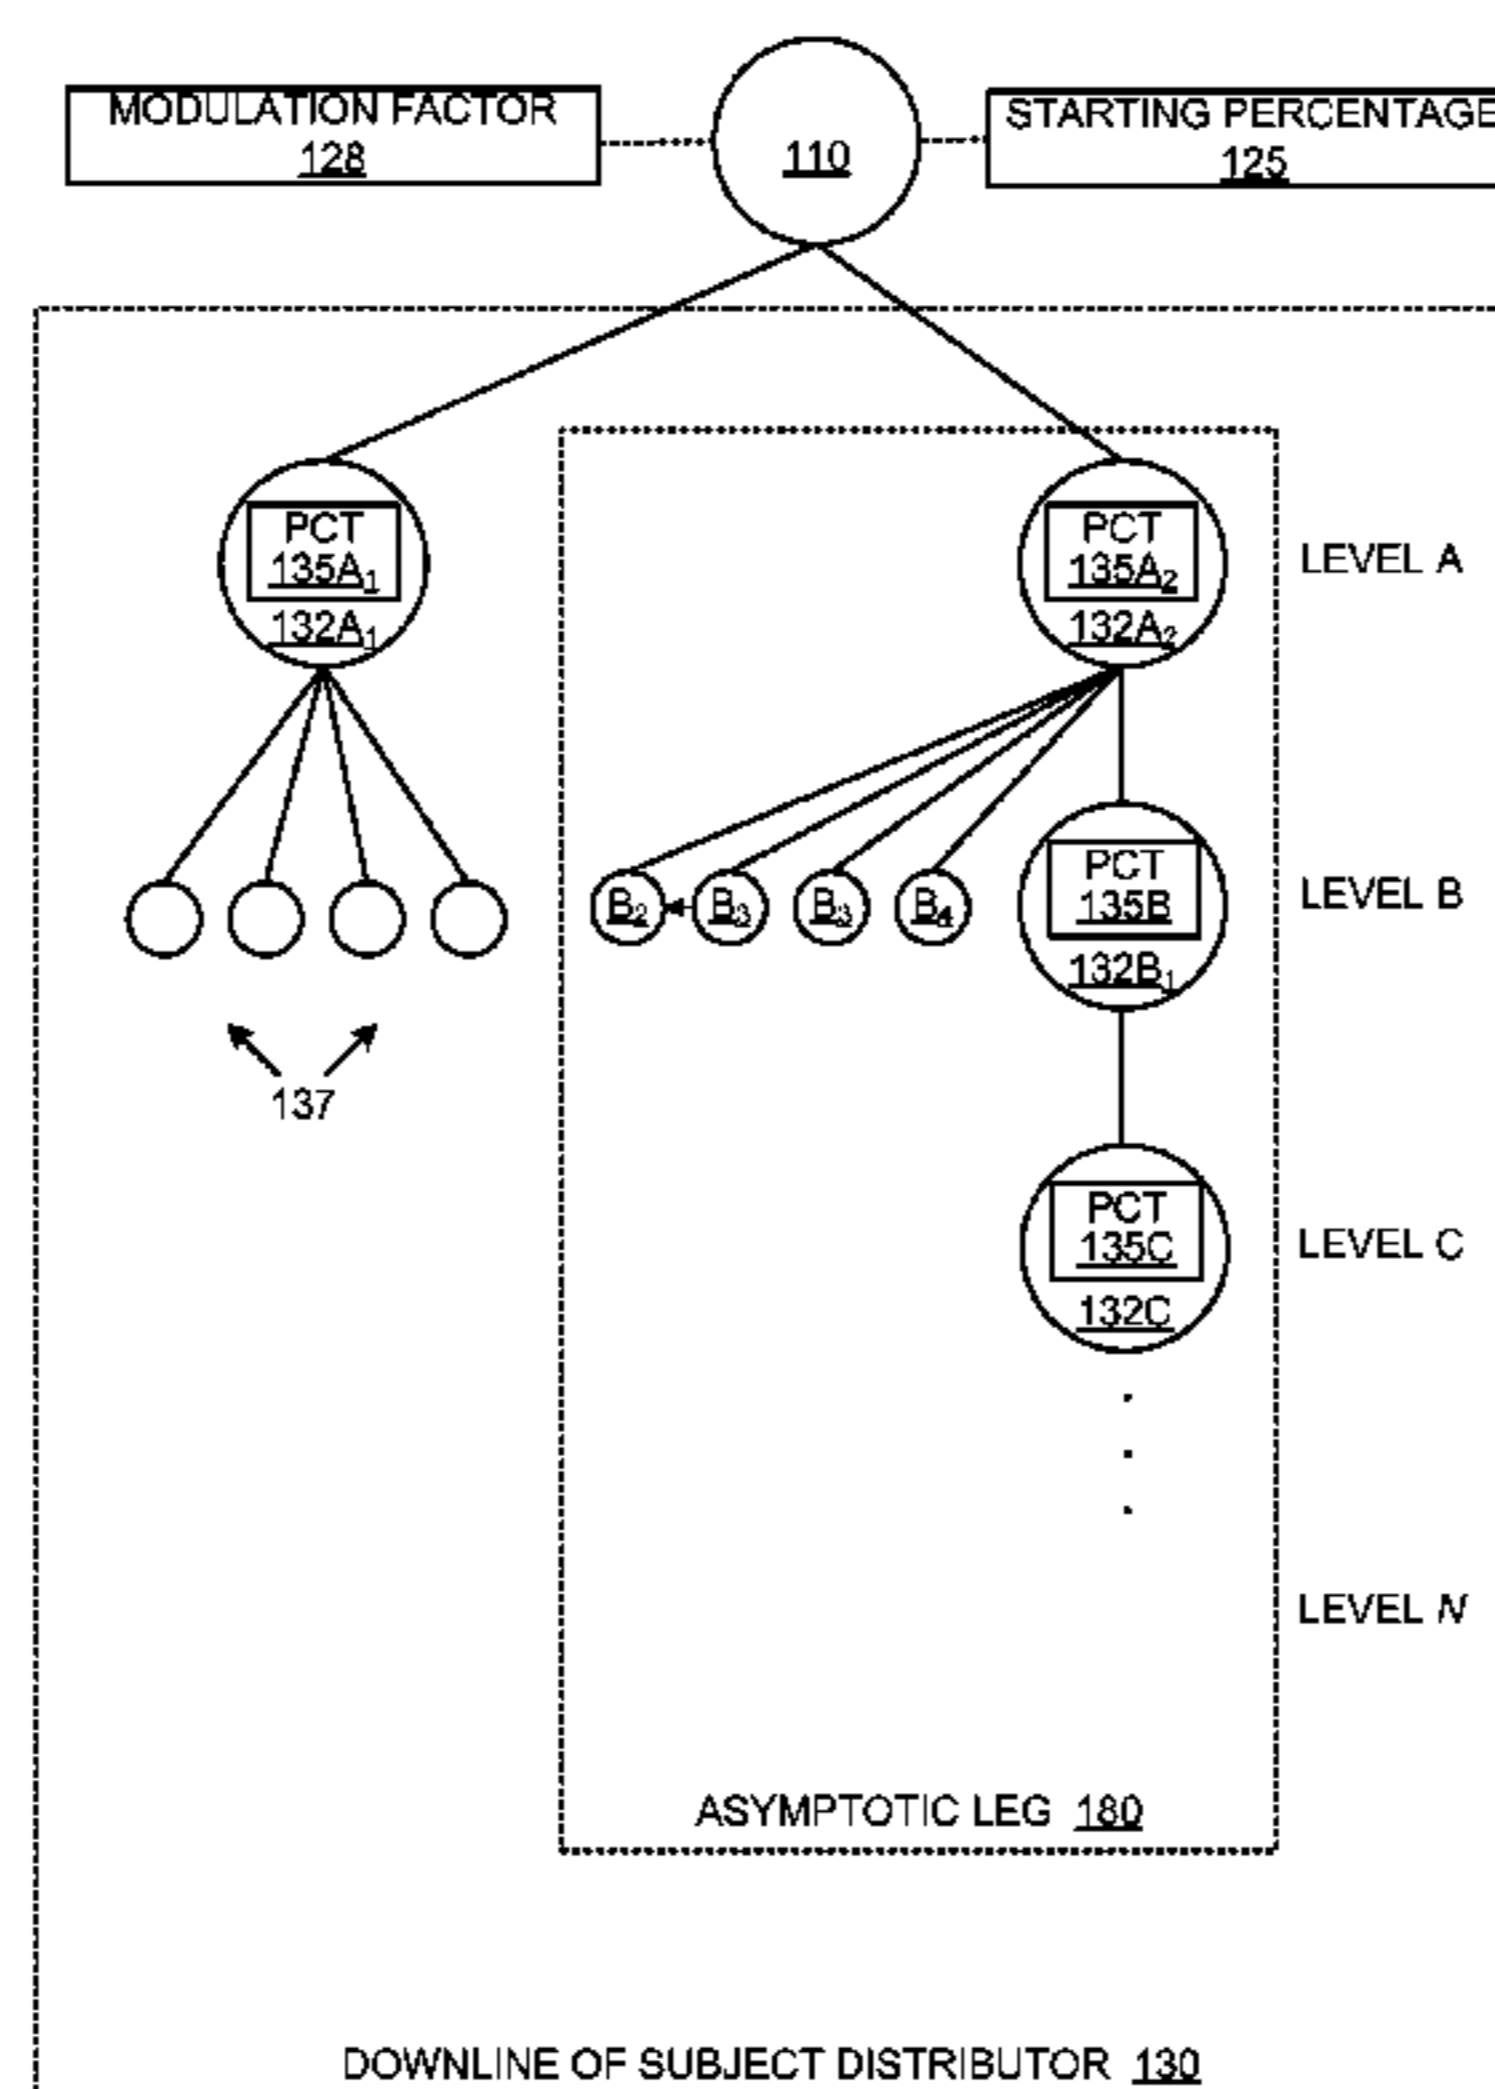 MODULATION FACTOR
128
110
STARTING PERCENTAGE
125
PCT
135A₁
132A₁
PCT
135A₂
132A₂
LEVEL A
B₂
B₃
B₃
B₄
PCT
135B
132B₁
LEVEL B
137
PCT
135C
132C
LEVEL C
.
.
.
LEVEL N
ASYMPTOTIC LEG 180
DOWNLINE OF SUBJECT DISTRIBUTOR 130